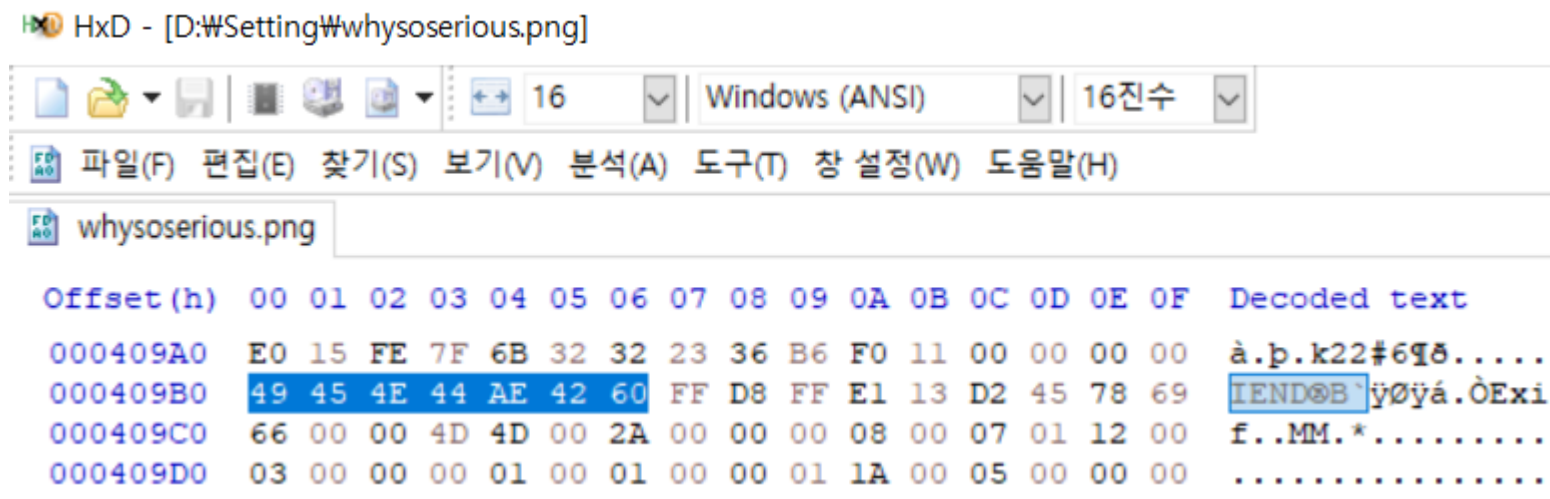 HxD - [D:₩Setting₩whysoserious.png]
16 Windows (ANSI) 16진수
파일(F) 편집(E) 찾기(S) 보기(V) 분석(A) 도구(T) 창 설정(W) 도움말(H)
whysoserious.png
Offset(h) 00 01 02 03 04 05 06 07 08 09 0A 0B 0C 0D 0E 0F Decoded text
000409A0 E0 15 FE 7F 6B 32 32 23 36 B6 F0 11 00 00 00 00 à.þ.k22#6¶ð.....
000409B0 49 45 4E 44 AE 42 60 FF D8 FF E1 13 D2 45 78 69 IEND®B`ÿØÿá.ÒExi
000409C0 66 00 00 4D 4D 00 2A 00 00 00 08 00 07 01 12 00 f..MM.*.........
000409D0 03 00 00 00 01 00 01 00 00 01 1A 00 05 00 00 00 ................